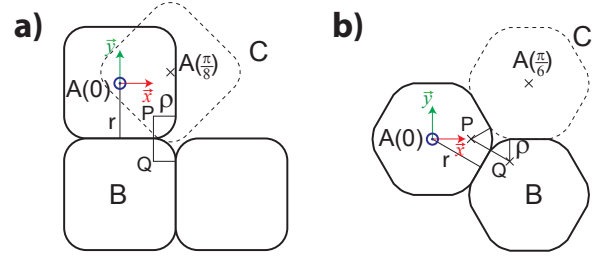 a)
C
y⃗
A(π/8)
A(0)
x⃗
P ρ
r
Q
B
b)
C
A(π/6)
y⃗
P
A(0)
x⃗
r
ρ
Q
B